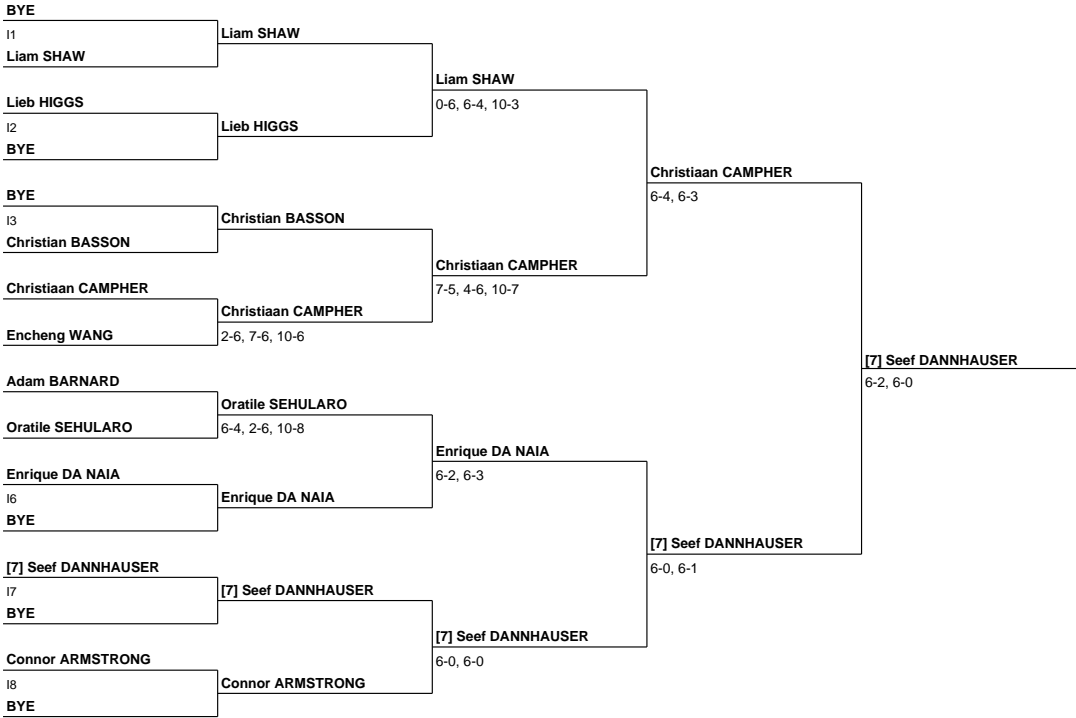 BYE
I1
Liam SHAW
Lieb HIGGS
I2
BYE
BYE
I3
Christian BASSON
Christiaan CAMPHER
Encheng WANG
Adam BARNARD
Oratile SEHULARO
Enrique DA NAIA
I6
BYE
[7] Seef DANNHAUSER
I7
BYE
Connor ARMSTRONG
I8
BYE
Liam SHAW
Lieb HIGGS
Christian BASSON
Christiaan CAMPHER
2-6, 7-6, 10-6
Oratile SEHULARO
6-4, 2-6, 10-8
Enrique DA NAIA
[7] Seef DANNHAUSER
Connor ARMSTRONG
Liam SHAW
0-6, 6-4, 10-3
Christiaan CAMPHER
7-5, 4-6, 10-7
Enrique DA NAIA
6-2, 6-3
[7] Seef DANNHAUSER
6-0, 6-0
Christiaan CAMPHER
6-4, 6-3
[7] Seef DANNHAUSER
6-0, 6-1
[7] Seef DANNHAUSER
6-2, 6-0